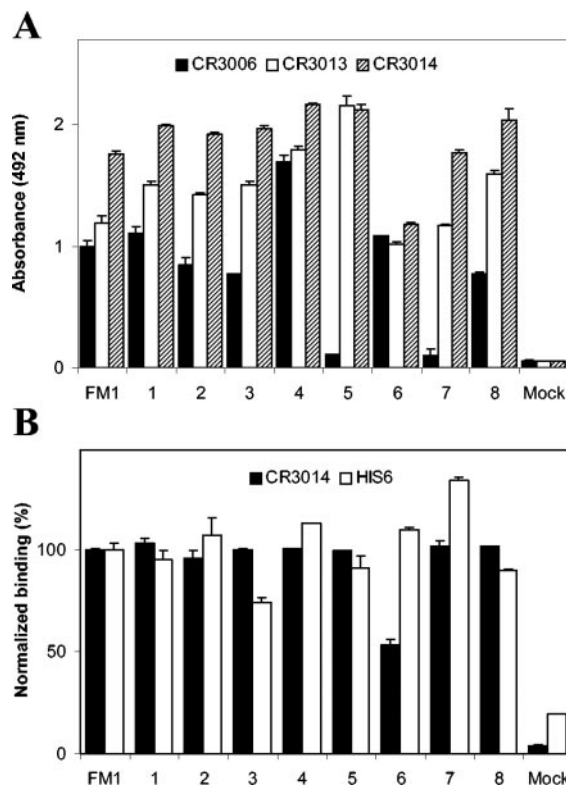 A
CR3006 CR3013 CR3014
Absorbance (492 nm)
2
1
0
FM1 1 2 3 4 5 6 7 8 Mock
B
CR3014 HIS6
Normalized binding (%)
100
50
0
FM1 1 2 3 4 5 6 7 8 Mock